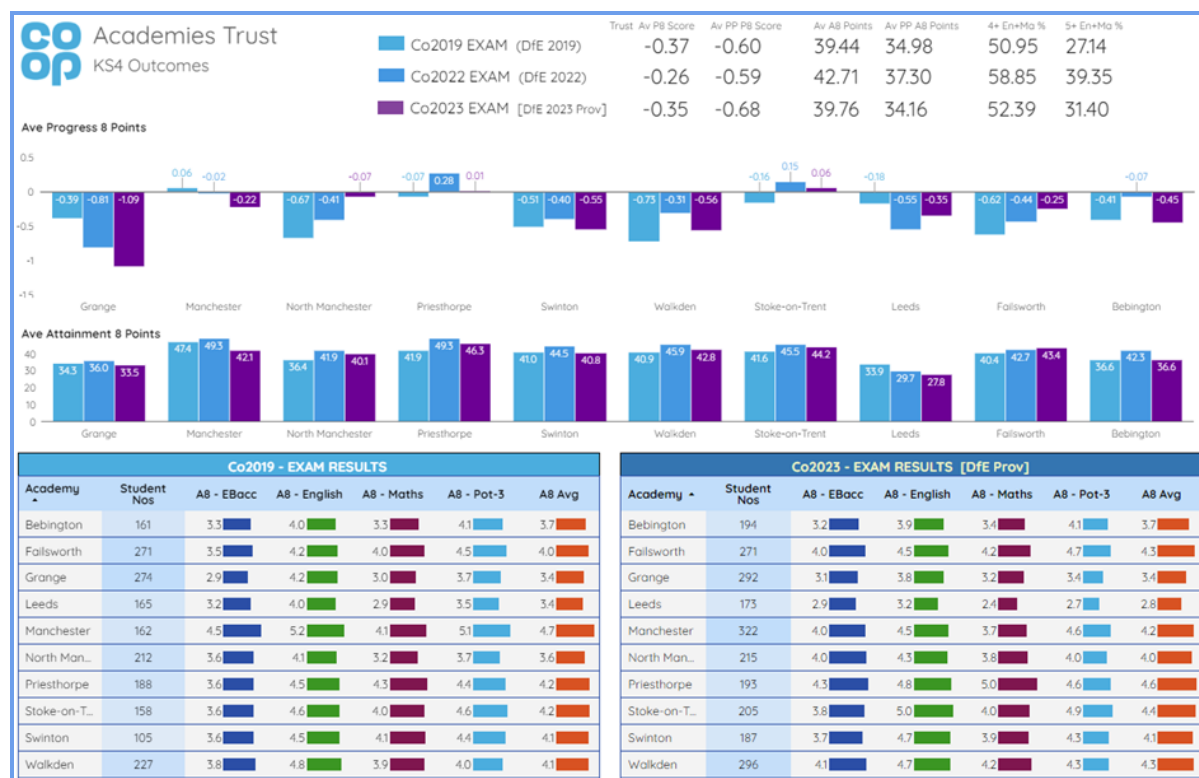 CO OP Academies Trust
KS4 Outcomes
Trust Av P8 Score Av PP P8 Score Av A8 Points Av PP A8 Points 4+ En+Ma % 5+ En+Ma %
Co2019 EXAM (DfE 2019) -0.37 -0.60 39.44 34.98 50.95 27.14
Co2022 EXAM (DfE 2022) -0.26 -0.59 42.71 37.30 58.85 39.35
Co2023 EXAM [DfE 2023 Prov] -0.35 -0.68 39.76 34.16 52.39 31.40
Ave Progress 8 Points
0.5
0
-0.5
-1
-1.5
-0.39 -0.81 -1.09
0.06 -0.02 -0.22
-0.67 -0.41 -0.07
-0.07 0.28 0.01
-0.51 -0.40 -0.55
-0.73 -0.31 -0.56
-0.16 0.15 0.06
-0.18 -0.55 -0.35
-0.62 -0.44 -0.25
-0.41 -0.07 -0.45
Grange Manchester North Manchester Priesthorpe Swinton Walkden Stoke-on-Trent Leeds Failsworth Bebington
Ave Attainment 8 Points
40
30
20
10
0
34.3 36.0 33.5
47.4 49.3 42.1
36.4 41.9 40.1
41.9 49.3 46.3
41.0 44.5 40.8
40.9 45.9 42.8
41.6 45.5 44.2
33.9 29.7 27.8
40.4 42.7 43.4
36.6 42.3 36.6
Grange Manchester North Manchester Priesthorpe Swinton Walkden Stoke-on-Trent Leeds Failsworth Bebington
Co2019 - EXAM RESULTS
Academy Student Nos A8 - EBacc A8 - English A8 - Maths A8 - Pot-3 A8 Avg
Bebington 161 3.3 4.0 3.3 4.1 3.7
Failsworth 271 3.5 4.2 4.0 4.5 4.0
Grange 274 2.9 4.2 3.0 3.7 3.4
Leeds 165 3.2 4.0 2.9 3.5 3.4
Manchester 162 4.5 5.2 4.1 5.1 4.7
North Man... 212 3.6 4.1 3.2 3.7 3.6
Priesthorpe 188 3.6 4.5 4.3 4.4 4.2
Stoke-on-T... 158 3.6 4.6 4.0 4.6 4.2
Swinton 105 3.6 4.5 4.1 4.4 4.1
Walkden 227 3.8 4.8 3.9 4.0 4.1
Co2023 - EXAM RESULTS [DfE Prov]
Academy Student Nos A8 - EBacc A8 - English A8 - Maths A8 - Pot-3 A8 Avg
Bebington 194 3.2 3.9 3.4 4.1 3.7
Failsworth 271 4.0 4.5 4.2 4.7 4.3
Grange 292 3.1 3.8 3.2 3.4 3.4
Leeds 173 2.9 3.2 2.4 2.7 2.8
Manchester 322 4.0 4.5 3.7 4.6 4.2
North Man... 215 4.0 4.3 3.8 4.0 4.0
Priesthorpe 193 4.3 4.8 5.0 4.6 4.6
Stoke-on-T... 205 3.8 5.0 4.0 4.9 4.4
Swinton 187 3.7 4.7 3.9 4.3 4.1
Walkden 296 4.1 4.7 4.2 4.3 4.3